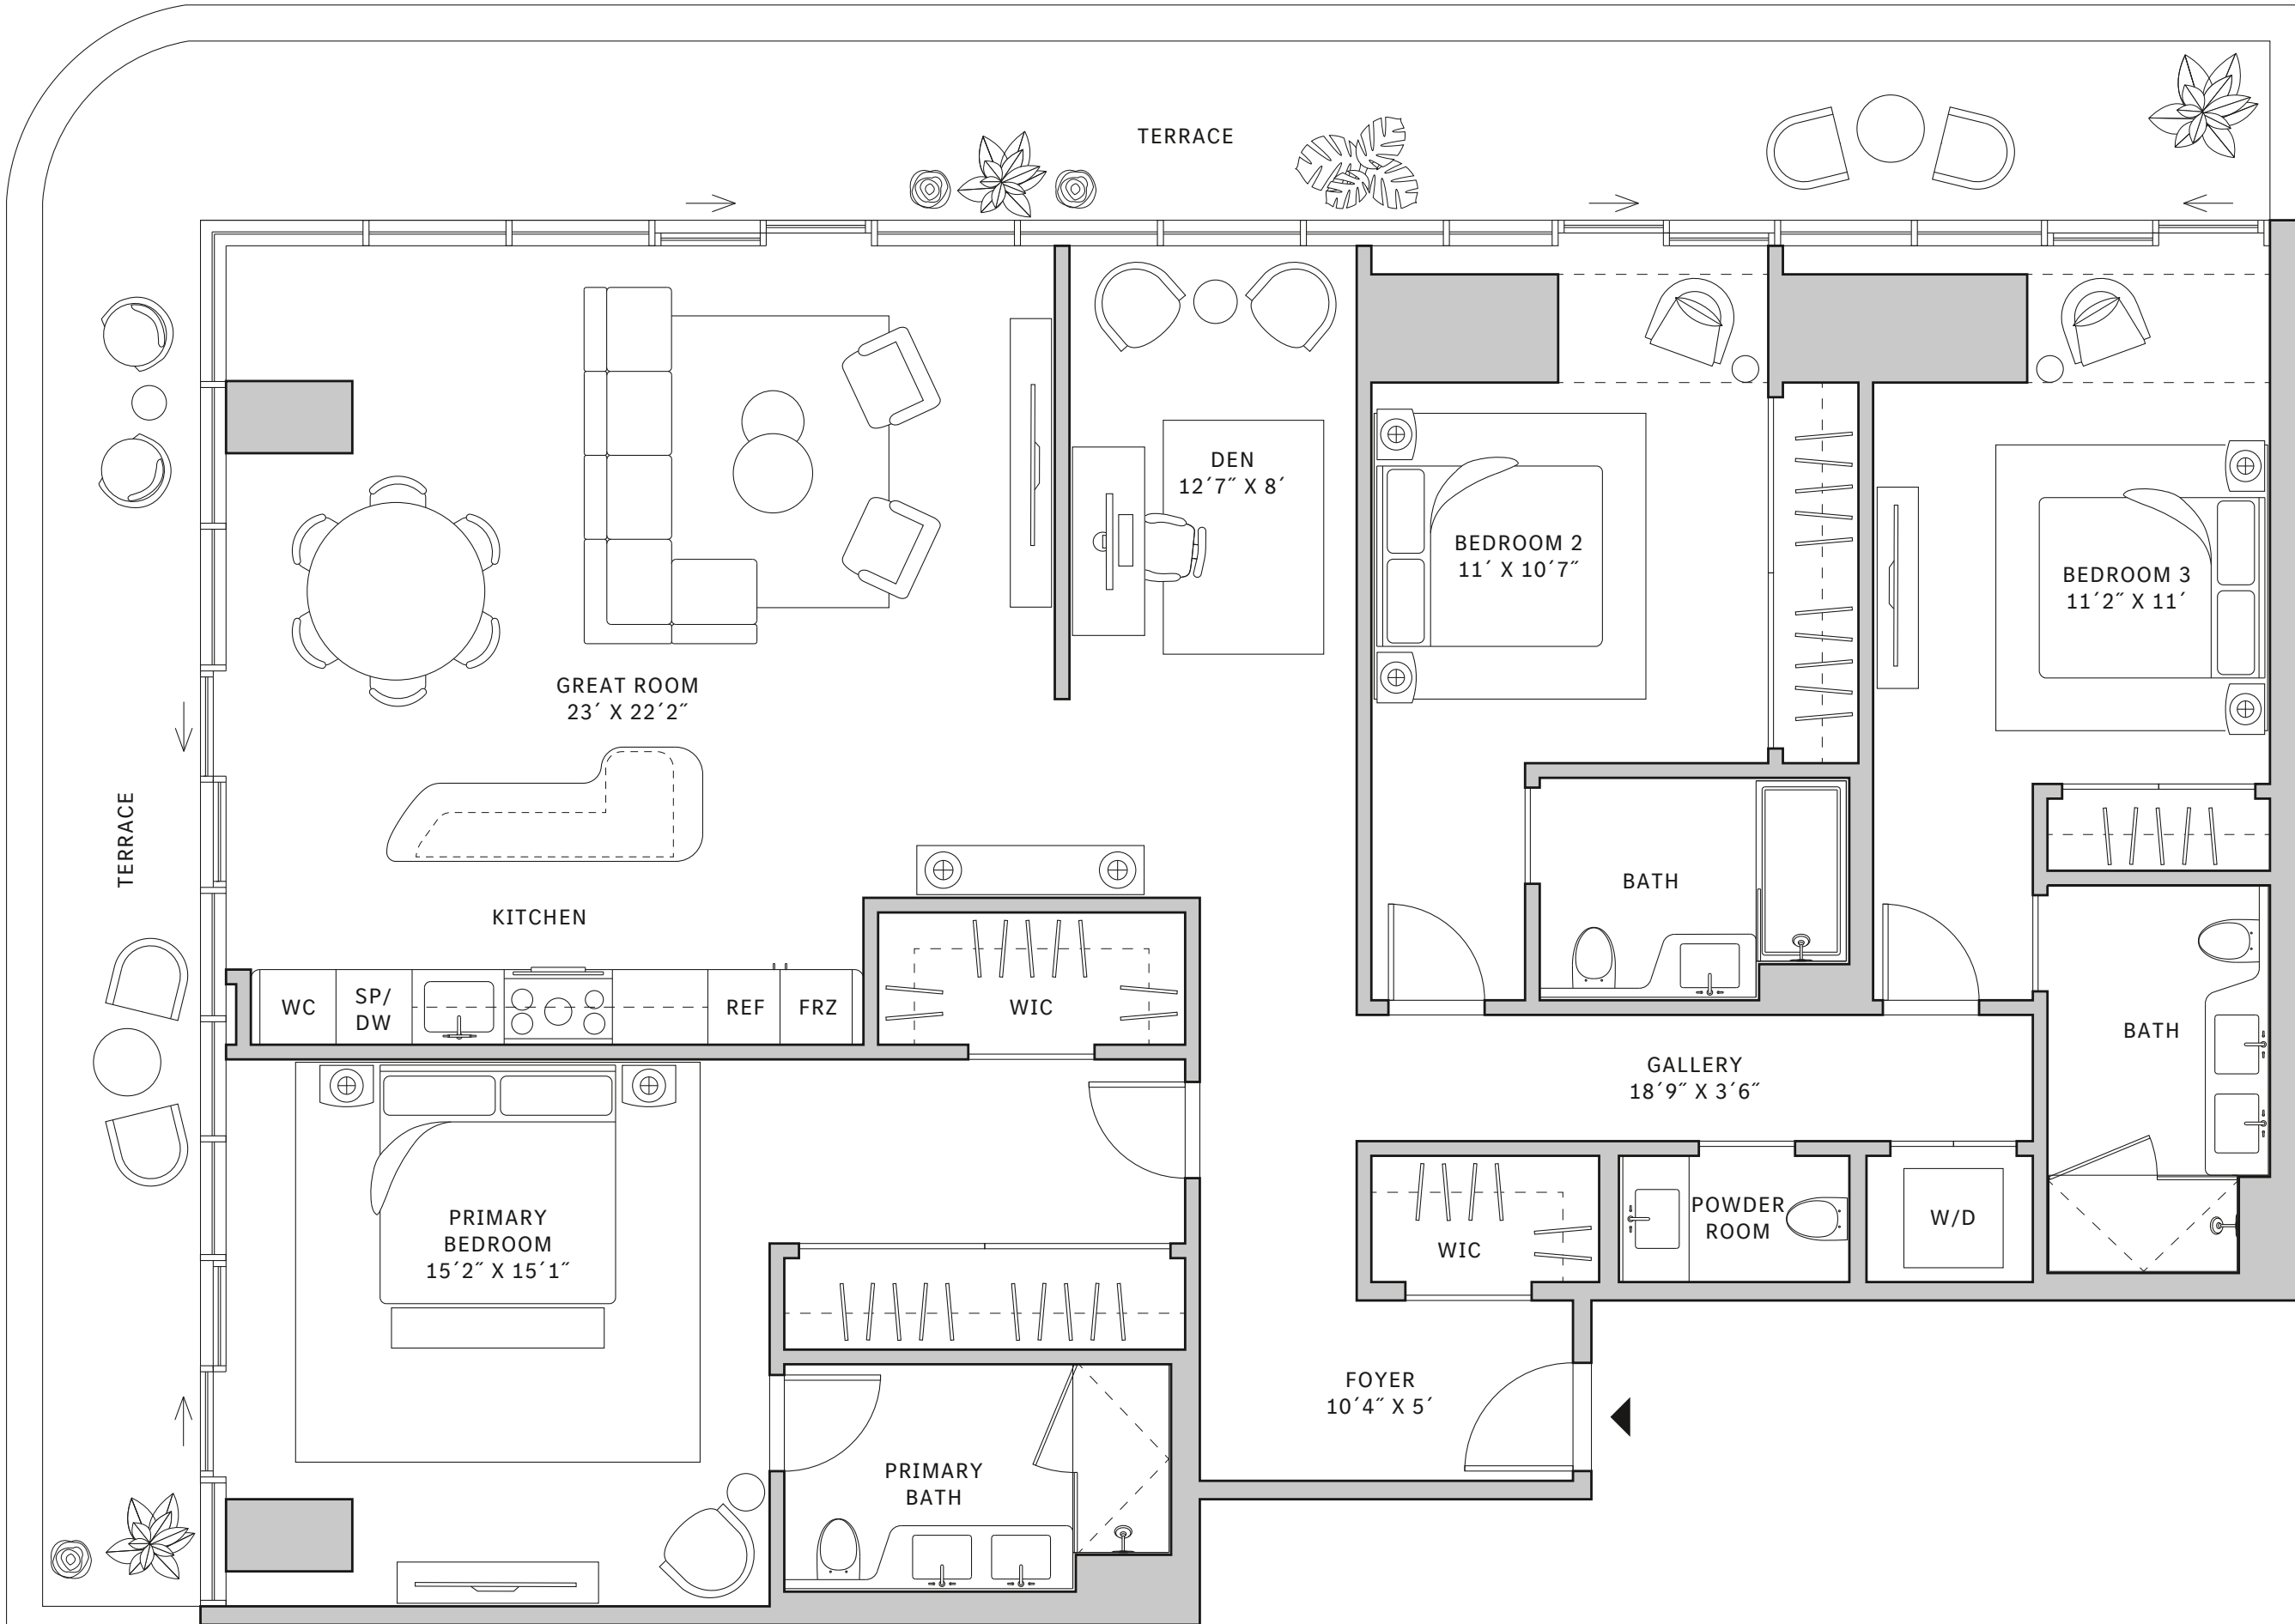 TERRACE
DEN
12´7˝ X 8´
BEDROOM 2
11´ X 10´7˝
BEDROOM 3
11´2˝ X 11´
GREAT ROOM
23´ X 22´2˝
TERRACE
KITCHEN
BATH
WC
SP/
DW
REF
FRZ
WIC
BATH
GALLERY
18´9˝ X 3´6˝
PRIMARY
BEDROOM
15´2˝ X 15´1˝
WIC
POWDER
ROOM
W/D
FOYER
10´4˝ X 5´
PRIMARY
BATH